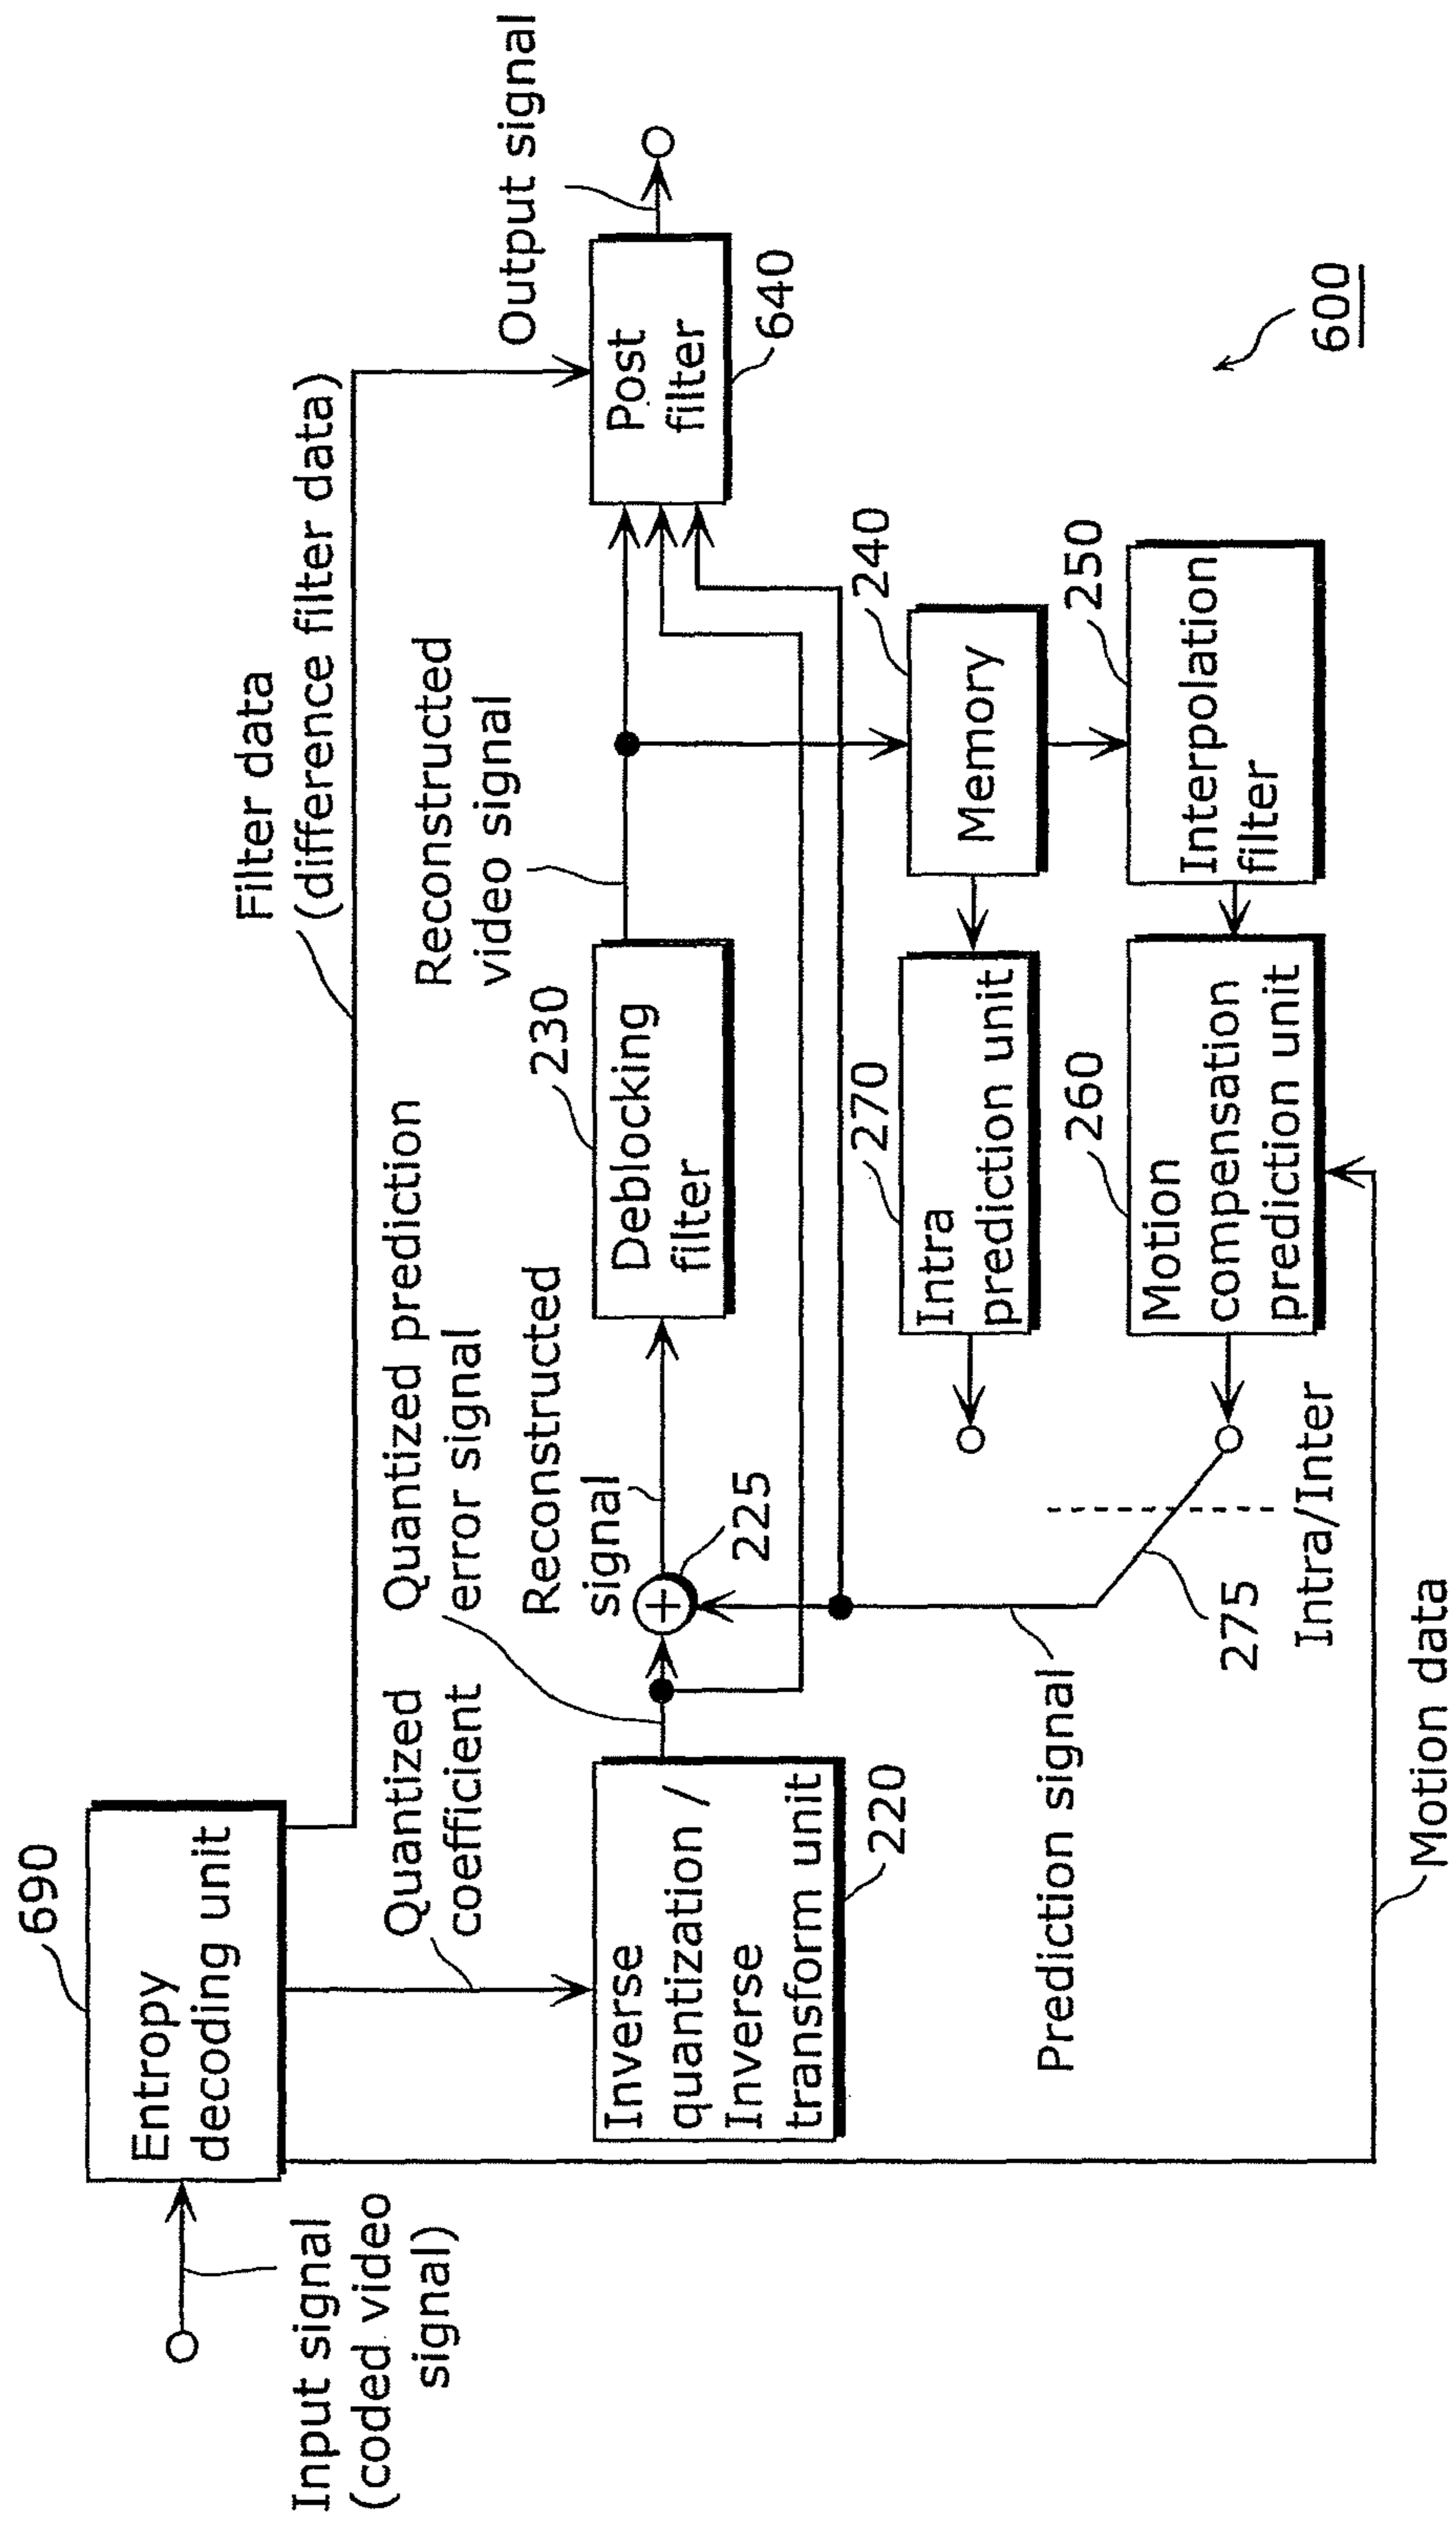 690
Entropy
decoding unit
Input signal
(coded video
signal)
Filter data
(difference filter data)
Quantized
coefficient
Quantized prediction
error signal
Reconstructed
video signal
Output signal
Reconstructed
signal
230
Inverse
quantization /
Inverse
transform unit
220
225
Deblocking
filter
Post
filter
640
270
240
Intra
prediction unit
Memory
Prediction signal
260
250
Motion
compensation
prediction unit
Interpolation
filter
275
Intra/Inter
600
Motion data